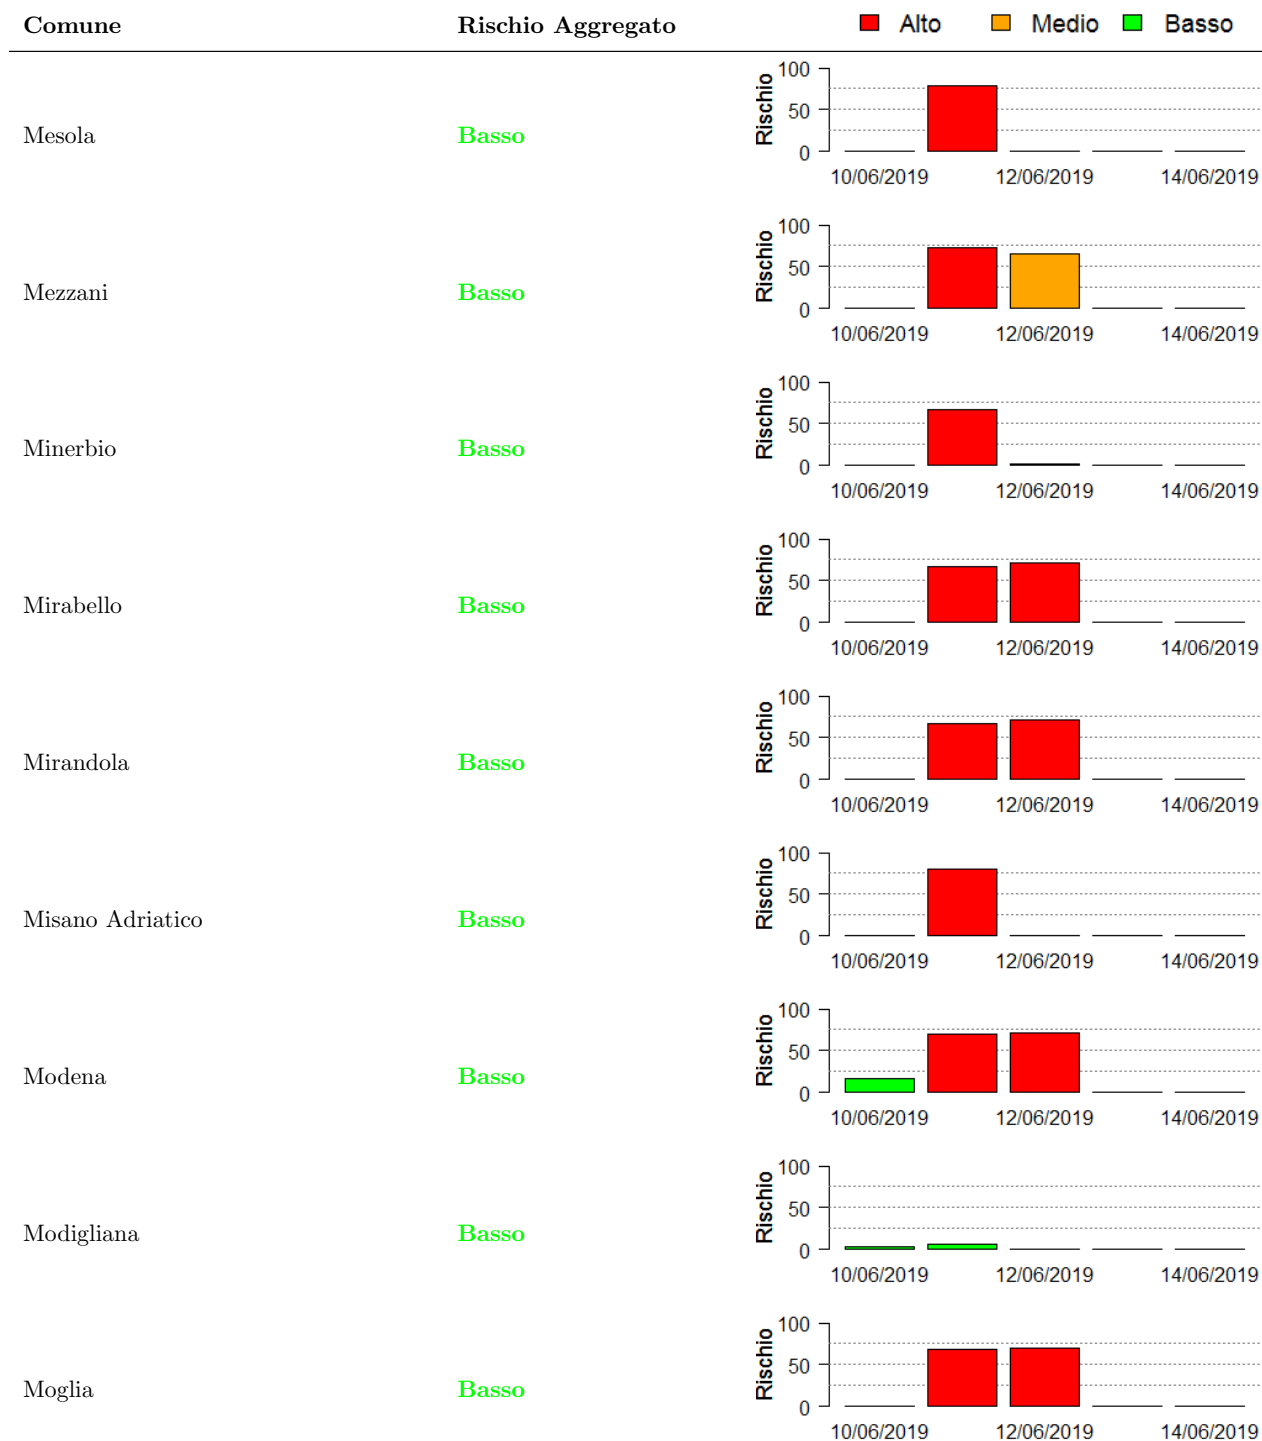 Comune Rischio Aggregato Alto Medio Basso
100
50
0
Rischio
Mesola Basso
10/06/2019 12/06/2019 14/06/2019
100
50
0
Rischio
Mezzani Basso
10/06/2019 12/06/2019 14/06/2019
100
50
0
Rischio
Minerbio Basso
10/06/2019 12/06/2019 14/06/2019
100
50
0
Rischio
Mirabello Basso
10/06/2019 12/06/2019 14/06/2019
100
50
0
Rischio
Mirandola Basso
10/06/2019 12/06/2019 14/06/2019
100
50
0
Rischio
Misano Adriatico Basso
10/06/2019 12/06/2019 14/06/2019
100
50
0
Rischio
Modena Basso
10/06/2019 12/06/2019 14/06/2019
100
50
0
Rischio
Modigliana Basso
10/06/2019 12/06/2019 14/06/2019
100
50
0
Rischio
Moglia Basso
10/06/2019 12/06/2019 14/06/2019